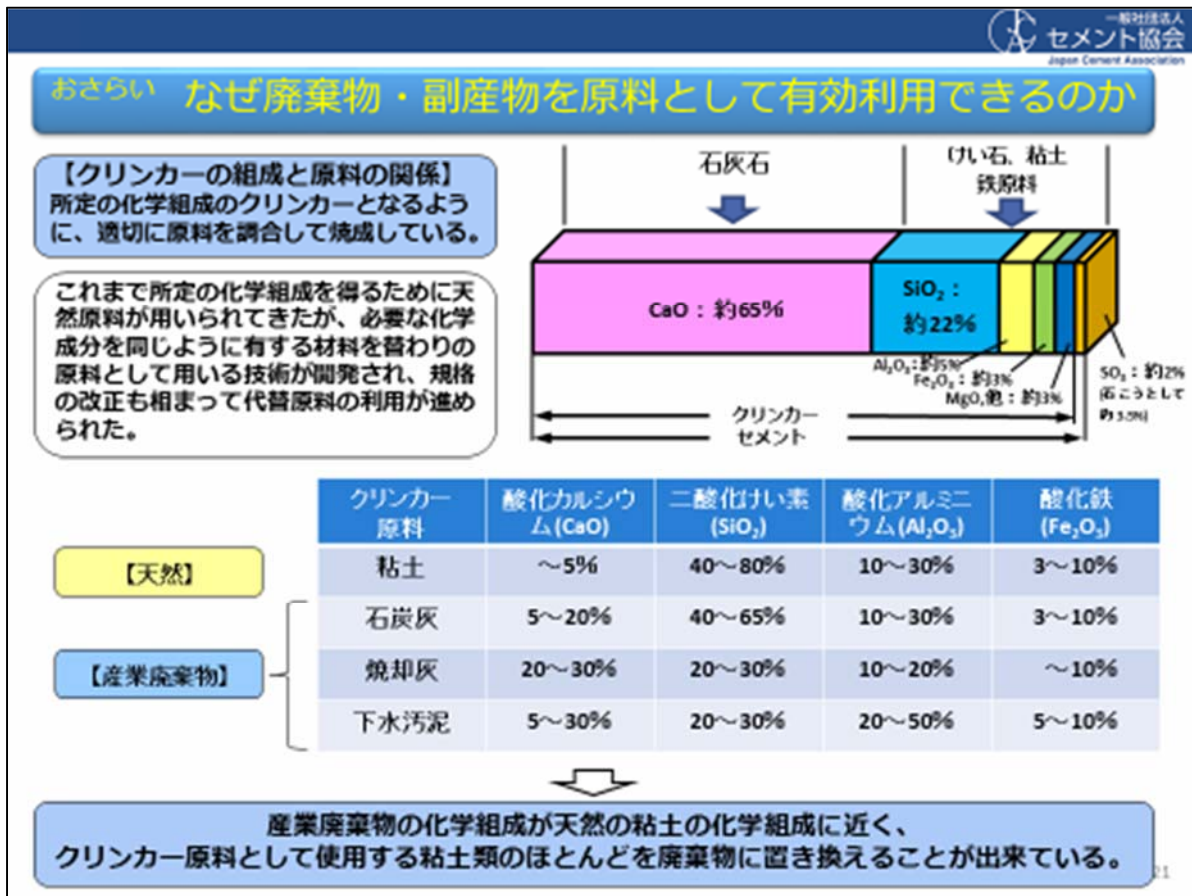 一般社団法人
セメント協会
Japan Cement Association
おさらい なぜ廃棄物・副産物を原料として有効利用できるのか
【クリンカーの組成と原料の関係】
所定の化学組成のクリンカーとなるよう
に、適切に原料を調合して焼成している。
これまで所定の化学組成を得るために天
然原料が用いられてきたが、必要な化学
成分を同じように有する材料を替わりの
原料として用いる技術が開発され、規格
の改正も相まって代替原料の利用が進め
られた。
石灰石
けい石、粘土
鉄原料
CaO：約65%
SiO₂：
約22%
Al₂O₃：約5%
Fe₂O₃：約3%
MgO,他：約3%
SO₃：約2%
(石こうとして
約3.5%)
クリンカー
セメント
クリンカー 酸化カルシウ 二酸化けい素 酸化アルミニ 酸化鉄
原料 ム(CaO) (SiO₂) ウム(Al₂O₃) (Fe₂O₃)
【天然】 粘土 ～5% 40～80% 10～30% 3～10%
石炭灰 5～20% 40～65% 10～30% 3～10%
【産業廃棄物】 焼却灰 20～30% 20～30% 10～20% ～10%
下水汚泥 5～30% 20～30% 20～50% 5～10%
産業廃棄物の化学組成が天然の粘土の化学組成に近く、
クリンカー原料として使用する粘土類のほとんどを廃棄物に置き換えることが出来ている。
21